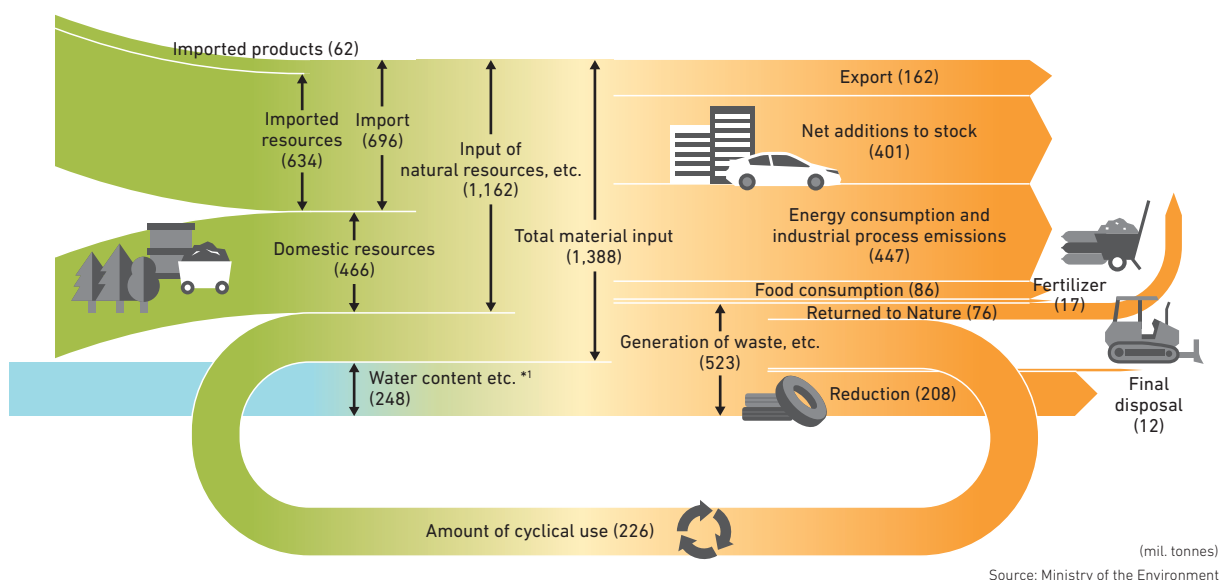 Imported products (62)
Imported
resources
(634)
Import
(696)
Input of
natural resources, etc.
(1,162)
Total material input
(1,388)
Domestic resources
(466)
Water content etc. *1
(248)
Export (162)
Net additions to stock
(401)
Energy consumption and
industrial process emissions
(447)
Food consumption (86)
Fertilizer
(17)
Returned to Nature (76)
Generation of waste, etc.
(523)
Reduction (208)
Final
disposal
(12)
Amount of cyclical use (226)
(mil. tonnes)
Source: Ministry of the Environment